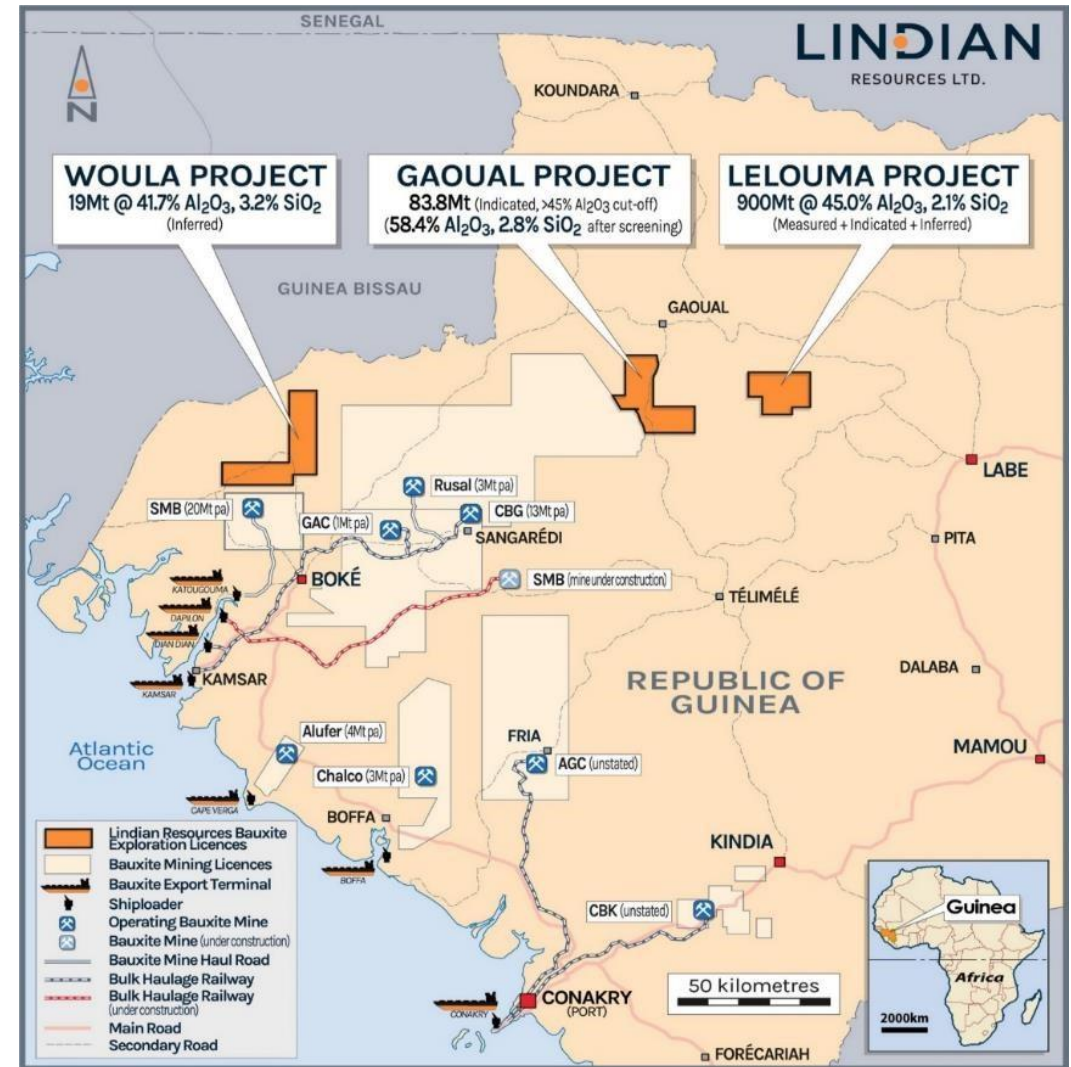 SENEGAL
LINDIAN
RESOURCES LTD.
N
KOUNDARA
WOULA PROJECT
19Mt @ 41.7% Al₂O₃, 3.2% SiO₂
(Inferred)
GAOUAL PROJECT
83.8Mt (Indicated, >45% Al₂O₃ cut-off)
(58.4% Al₂O₃, 2.8% SiO₂ after screening)
LELOUMA PROJECT
900Mt @ 45.0% Al₂O₃, 2.1% SiO₂
(Measured + Indicated + Inferred)
GUINEA BISSAU
GAOUAL
LABE
Rusal (3Mt pa)
SMB (20Mt pa)
GAC (1Mt pa)
CBG (13Mt pa)
SANGARÉDI
PITA
BOKÉ
SMB (mine under construction)
KATOUGOUMA
TÉLIMÉLÉ
DAPILON
DIAN DIAN
KAMSAR
KAMSAR
DALABA
REPUBLIC OF
GUINEA
Alufer (4Mt pa)
Atlantic
Ocean
FRIA
MAMOU
AGC (unstated)
Chalco (3Mt pa)
CAPE VERGA
BOFFA
BOFFA
KINDIA
CBK (unstated)
Lindian Resources Bauxite
Exploration Licences
Bauxite Mining Licences
Bauxite Export Terminal
Shiploader
Operating Bauxite Mine
Bauxite Mine (under construction)
Bauxite Mine Haul Road
Bulk Haulage Railway
Bulk Haulage Railway
(under construction)
Main Road
Secondary Road
Guinea
Africa
2000km
50 kilometres
CONAKRY
CONAKRY
(PORT)
FORÉCARIAH